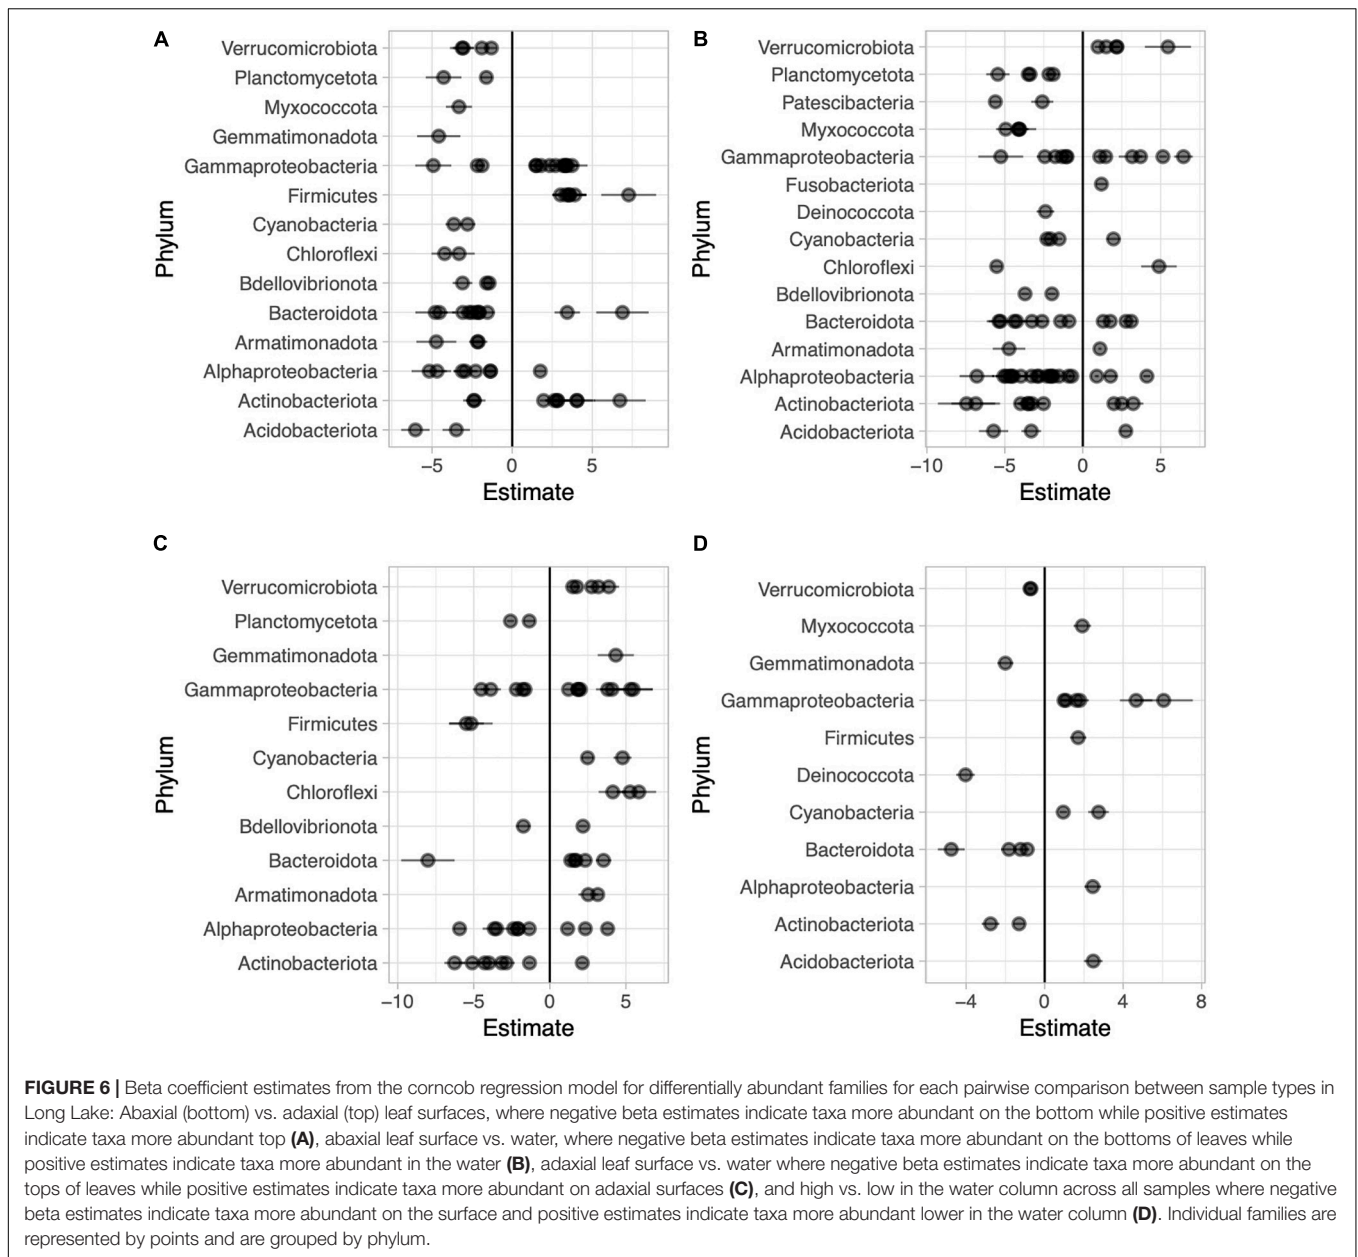 A
Phylum
Verrucomicrobiota
Planctomycetota
Myxococcota
Gemmatimonadota
Gammaproteobacteria
Firmicutes
Cyanobacteria
Chloroflexi
Bdellovibrionota
Bacteroidota
Armatimonadota
Alphaproteobacteria
Actinobacteriota
Acidobacteriota
−5 0 5
Estimate
B
Phylum
Verrucomicrobiota
Planctomycetota
Patescibacteria
Myxococcota
Gammaproteobacteria
Fusobacteriota
Deinococcota
Cyanobacteria
Chloroflexi
Bdellovibrionota
Bacteroidota
Armatimonadota
Alphaproteobacteria
Actinobacteriota
Acidobacteriota
−10 −5 0 5
Estimate
C
Phylum
Verrucomicrobiota
Planctomycetota
Gemmatimonadota
Gammaproteobacteria
Firmicutes
Cyanobacteria
Chloroflexi
Bdellovibrionota
Bacteroidota
Armatimonadota
Alphaproteobacteria
Actinobacteriota
−10 −5 0 5
Estimate
D
Phylum
Verrucomicrobiota
Myxococcota
Gemmatimonadota
Gammaproteobacteria
Firmicutes
Deinococcota
Cyanobacteria
Bacteroidota
Alphaproteobacteria
Actinobacteriota
Acidobacteriota
−4 0 4 8
Estimate
FIGURE 6 | Beta coefficient estimates from the corncob regression model for differentially abundant families for each pairwise comparison between sample types in
Long Lake: Abaxial (bottom) vs. adaxial (top) leaf surfaces, where negative beta estimates indicate taxa more abundant on the bottom while positive estimates
indicate taxa more abundant top (A), abaxial leaf surface vs. water, where negative beta estimates indicate taxa more abundant on the bottoms of leaves while
positive estimates indicate taxa more abundant in the water (B), adaxial leaf surface vs. water where negative beta estimates indicate taxa more abundant on the
tops of leaves while positive estimates indicate taxa more abundant on adaxial surfaces (C), and high vs. low in the water column across all samples where negative
beta estimates indicate taxa more abundant on the surface and positive estimates indicate taxa more abundant lower in the water column (D). Individual families are
represented by points and are grouped by phylum.